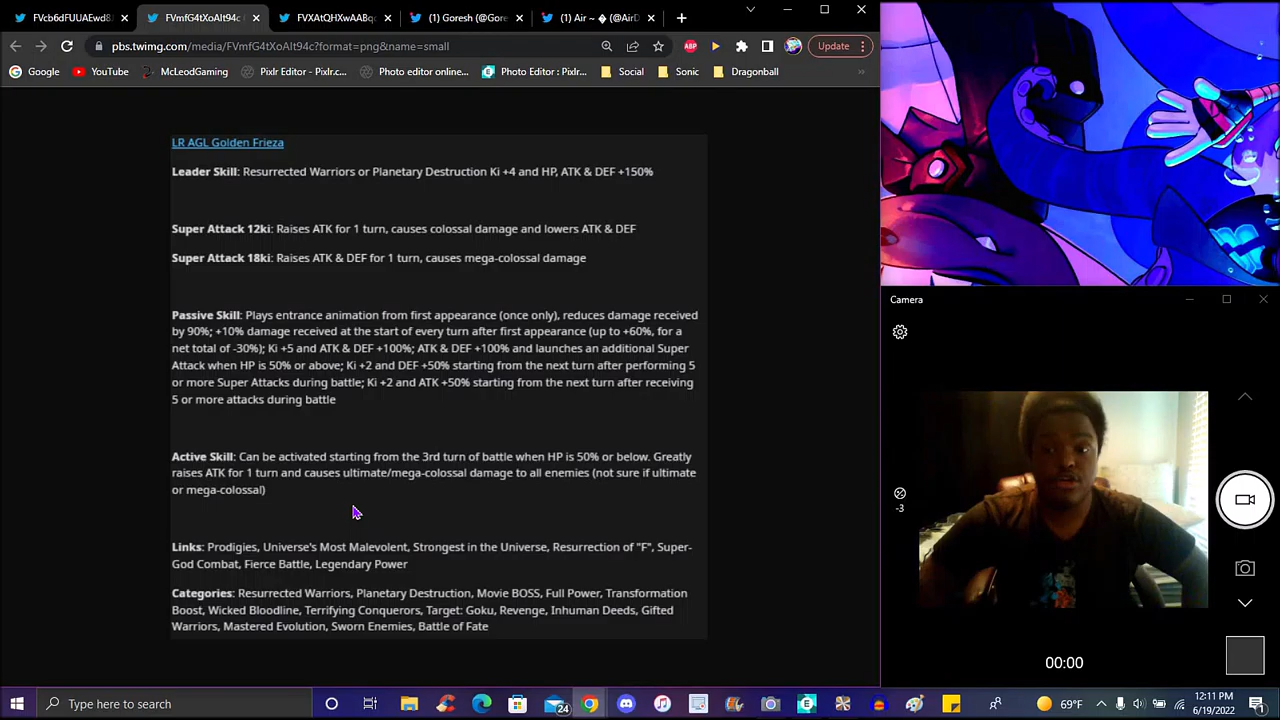 FVcb6dfUUAEwd8
FVmfG4tXoAIt94c
FVXAtQHXwAABq
(1) Goresh (@Gore
(1) Air ~ � (@AirD
pbs.twimg.com/media/FVmfG4tXoAIt94c?format=png&name=small
ABP
Update
Google
YouTube
McLeodGaming
Pixlr Editor - Pixlr.c...
Photo editor online...
Photo Editor : Pixlr...
Social
Sonic
Dragonball
»
LR AGL Golden Frieza
Leader Skill: Resurrected Warriors or Planetary Destruction Ki +4 and HP, ATK & DEF +150%
Super Attack 12ki: Raises ATK for 1 turn, causes colossal damage and lowers ATK & DEF
Super Attack 18ki: Raises ATK & DEF for 1 turn, causes mega-colossal damage
Passive Skill: Plays entrance animation from first appearance (once only), reduces damage received
by 90%; +10% damage received at the start of every turn after first appearance (up to +60%, for a
net total of -30%); Ki +5 and ATK & DEF +100%; ATK & DEF +100% and launches an additional Super
Attack when HP is 50% or above; Ki +2 and DEF +50% starting from the next turn after performing 5
or more Super Attacks during battle; Ki +2 and ATK +50% starting from the next turn after receiving
5 or more attacks during battle
Active Skill: Can be activated starting from the 3rd turn of battle when HP is 50% or below. Greatly
raises ATK for 1 turn and causes ultimate/mega-colossal damage to all enemies (not sure if ultimate
or mega-colossal)
Links: Prodigies, Universe's Most Malevolent, Strongest in the Universe, Resurrection of "F", Super-
God Combat, Fierce Battle, Legendary Power
Categories: Resurrected Warriors, Planetary Destruction, Movie BOSS, Full Power, Transformation
Boost, Wicked Bloodline, Terrifying Conquerors, Target: Goku, Revenge, Inhuman Deeds, Gifted
Warriors, Mastered Evolution, Sworn Enemies, Battle of Fate
Camera
-3
00:00
Type here to search
24
69°F
12:11 PM
6/19/2022
1